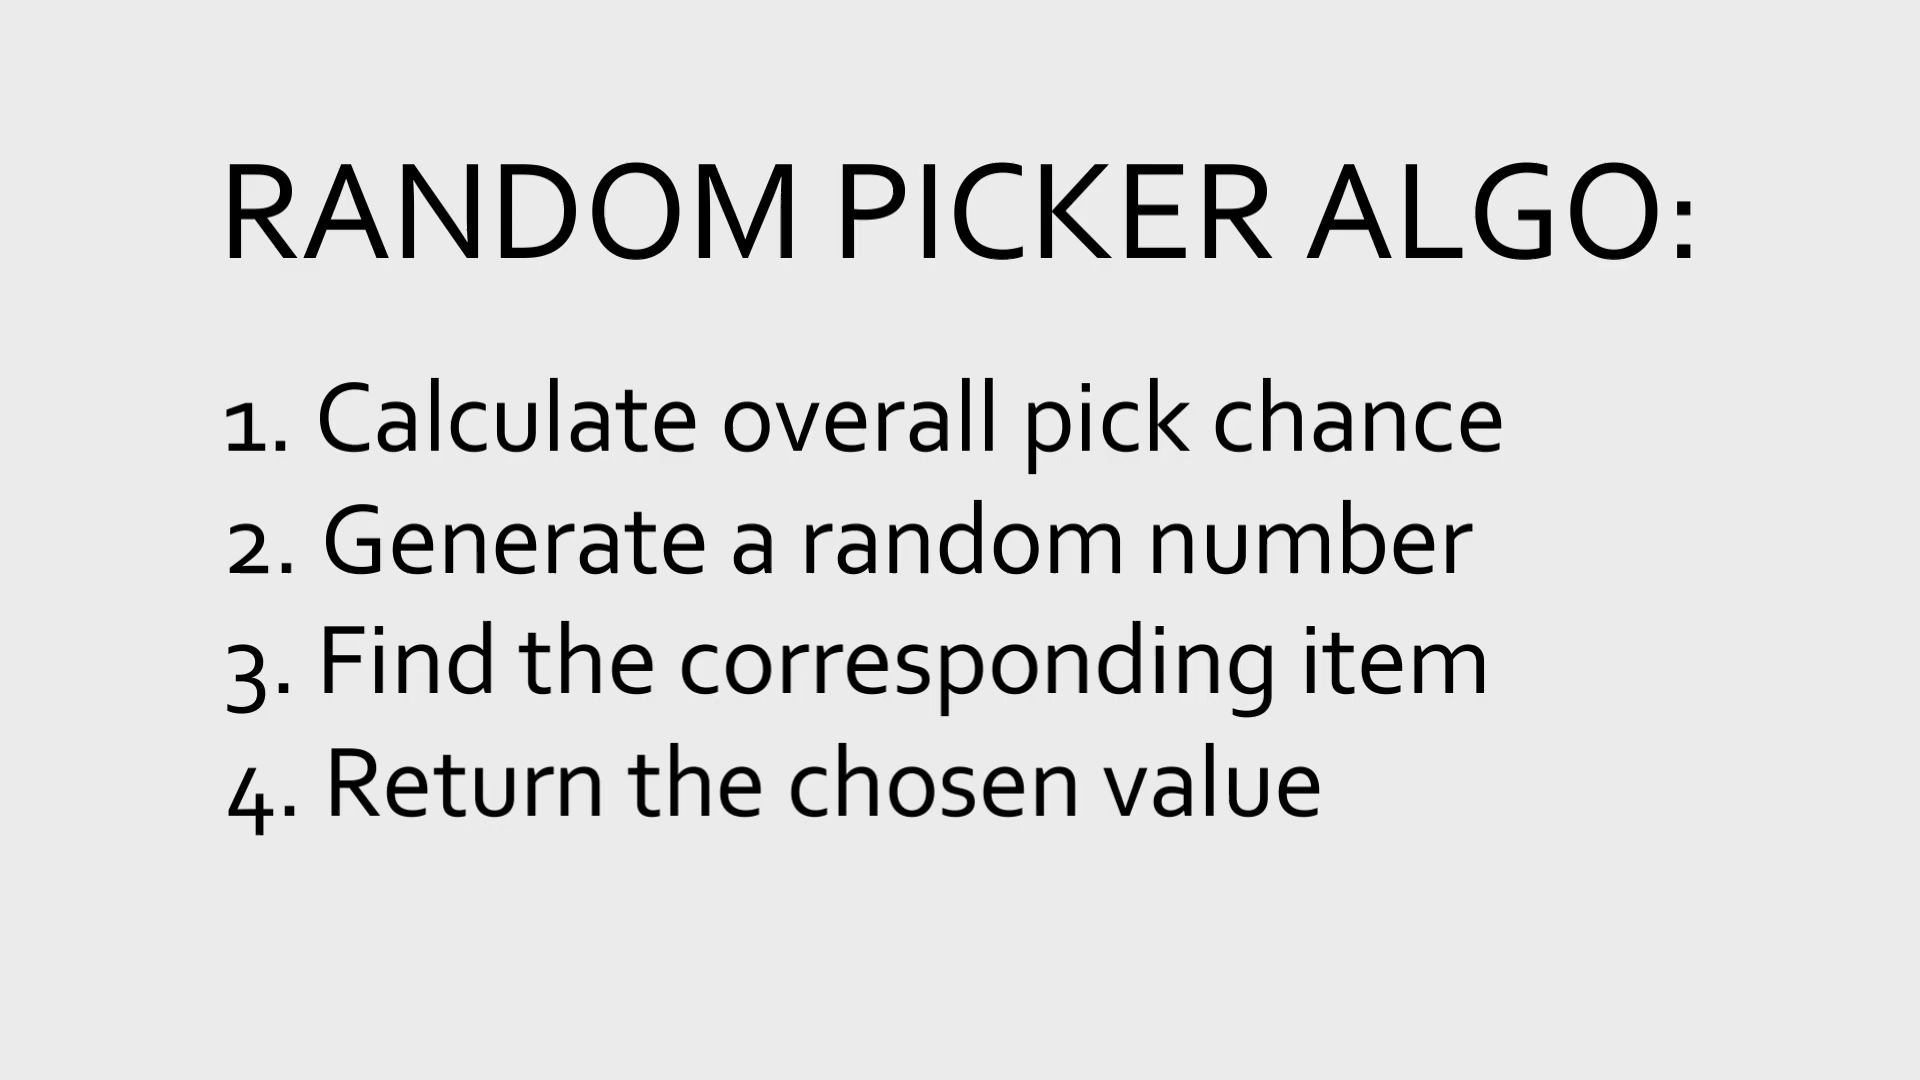 RANDOM PICKER ALGO:
1. Calculate overall pick chance
2. Generate a random number
3. Find the corresponding item
4. Return the chosen value